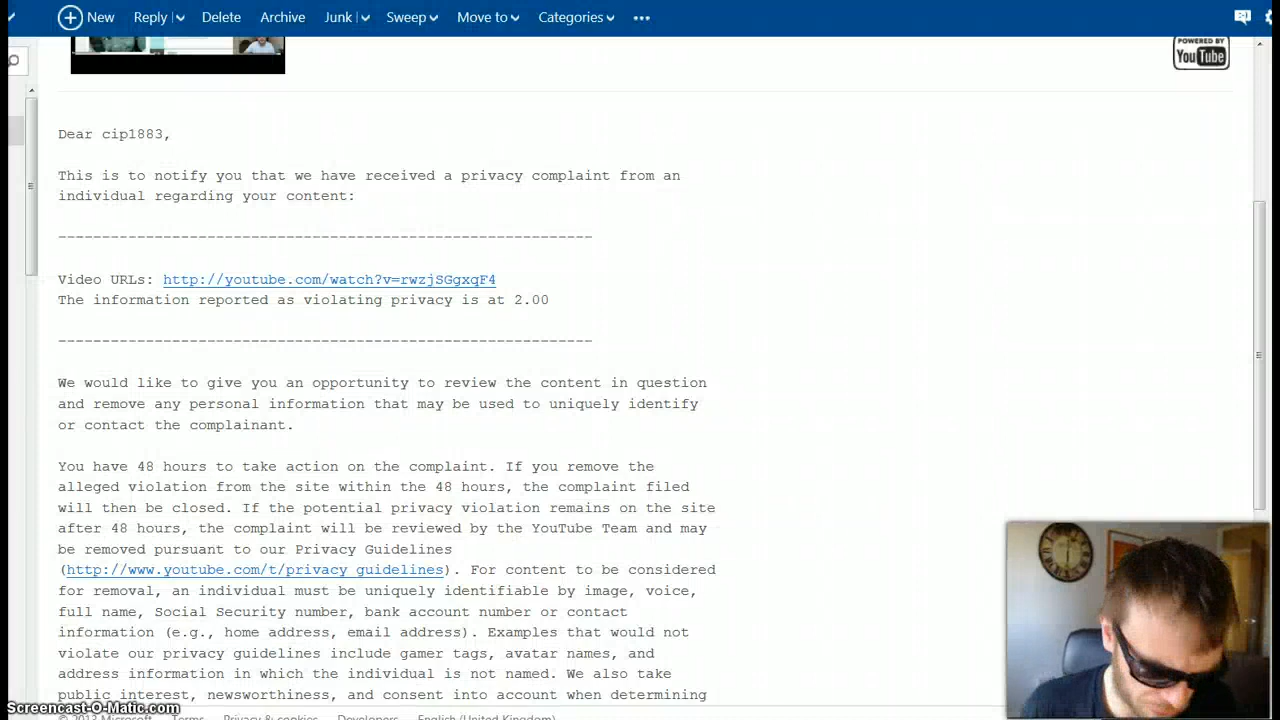 New Reply Delete Archive Junk Sweep Move to Categories •••
POWERED BY
YouTube
Dear cip1883,
This is to notify you that we have received a privacy complaint from an
individual regarding your content:
-------------------------------------------------------------
Video URLs: http://youtube.com/watch?v=rwzjSGgxqF4
The information reported as violating privacy is at 2.00
-------------------------------------------------------------
We would like to give you an opportunity to review the content in question
and remove any personal information that may be used to uniquely identify
or contact the complainant.
You have 48 hours to take action on the complaint. If you remove the
alleged violation from the site within the 48 hours, the complaint filed
will then be closed. If the potential privacy violation remains on the site
after 48 hours, the complaint will be reviewed by the YouTube Team and may
be removed pursuant to our Privacy Guidelines
(http://www.youtube.com/t/privacy_guidelines). For content to be considered
for removal, an individual must be uniquely identifiable by image, voice,
full name, Social Security number, bank account number or contact
information (e.g., home address, email address). Examples that would not
violate our privacy guidelines include gamer tags, avatar names, and
address information in which the individual is not named. We also take
public interest, newsworthiness, and consent into account when determining
Screencast-O-Matic.com
© 2013 Microsoft Terms Privacy & cookies Developers English (United Kingdom)